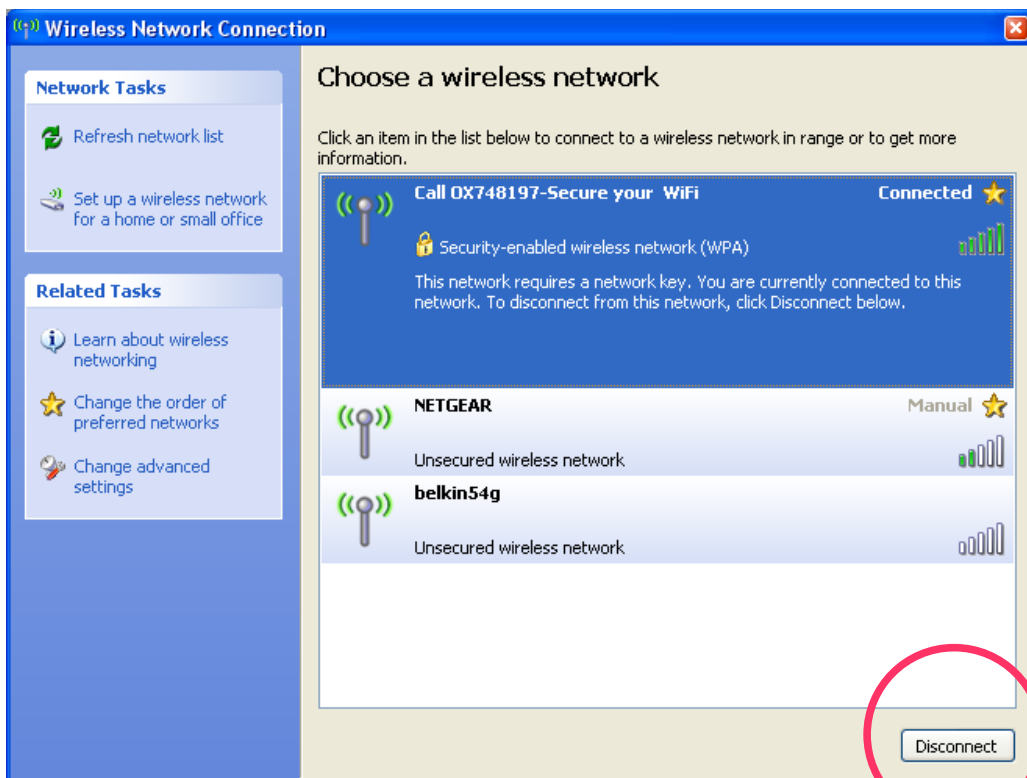 Wireless Network Connection
Network Tasks
Refresh network list
Set up a wireless network
for a home or small office
Related Tasks
Learn about wireless
networking
Change the order of
preferred networks
Change advanced
settings
Choose a wireless network
Click an item in the list below to connect to a wireless network in range or to get more
information.
Call OX748197-Secure your WiFi Connected
Security-enabled wireless network (WPA)
This network requires a network key. You are currently connected to this
network. To disconnect from this network, click Disconnect below.
NETGEAR Manual
Unsecured wireless network
belkin54g
Unsecured wireless network
Disconnect